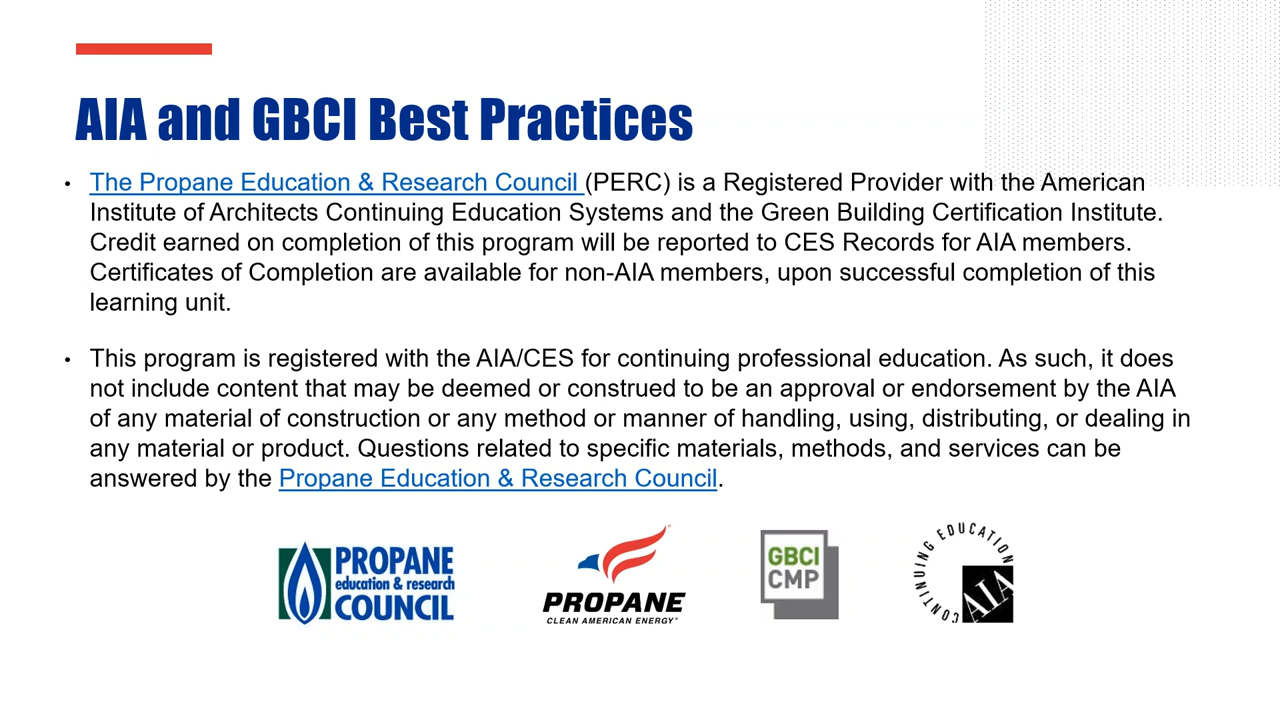 AIA and GBCI Best Practices
• The Propane Education & Research Council (PERC) is a Registered Provider with the American
Institute of Architects Continuing Education Systems and the Green Building Certification Institute.
Credit earned on completion of this program will be reported to CES Records for AIA members.
Certificates of Completion are available for non-AIA members, upon successful completion of this
learning unit.
• This program is registered with the AIA/CES for continuing professional education. As such, it does
not include content that may be deemed or construed to be an approval or endorsement by the AIA
of any material of construction or any method or manner of handling, using, distributing, or dealing in
any material or product. Questions related to specific materials, methods, and services can be
answered by the Propane Education & Research Council.
PROPANE
education & research
COUNCIL
PROPANE
CLEAN AMERICAN ENERGY®
GBCI
CMP
CONTINUING EDUCATION
AIA